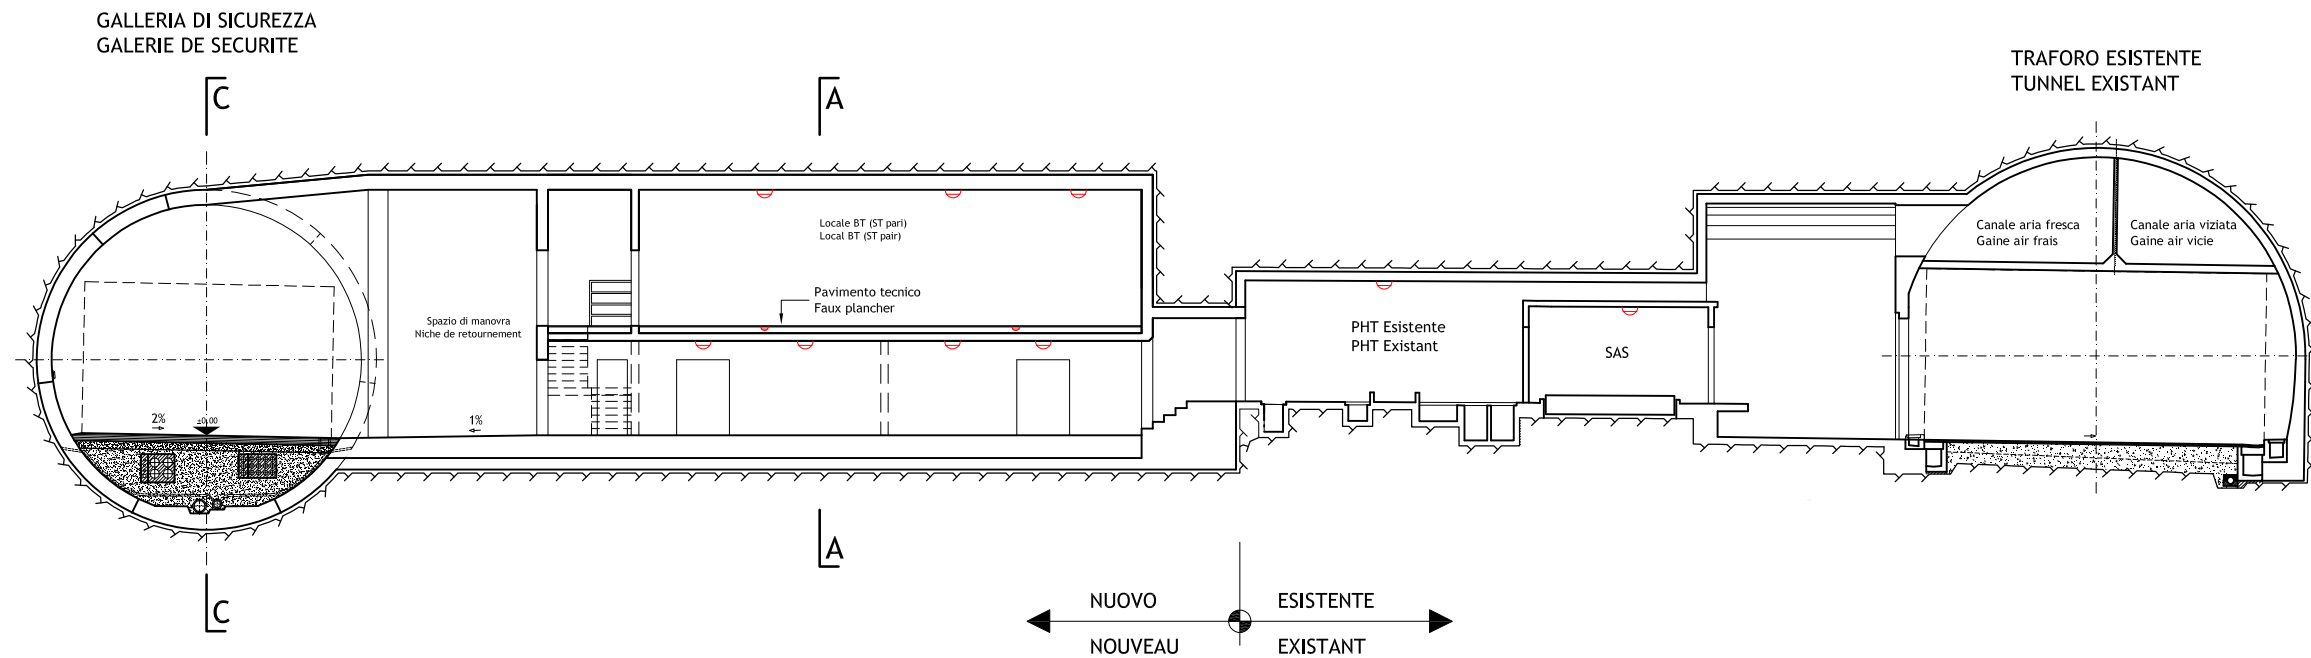 GALLERIA DI SICUREZZA
GALERIE DE SECURITE
TRAFORO ESISTENTE
TUNNEL EXISTANT
C
A
Locale BT (ST pari)
Local BT (ST pair)
Canale aria fresca
Gaine air frais
Canale aria viziata
Gaine air vicie
Pavimento tecnico
Faux plancher
Spazio di manovra
Niche de retournement
PHT Esistente
PHT Existant
SAS
2%
±0,00
1%
A
C
NUOVO
ESISTENTE
NOUVEAU
EXISTANT